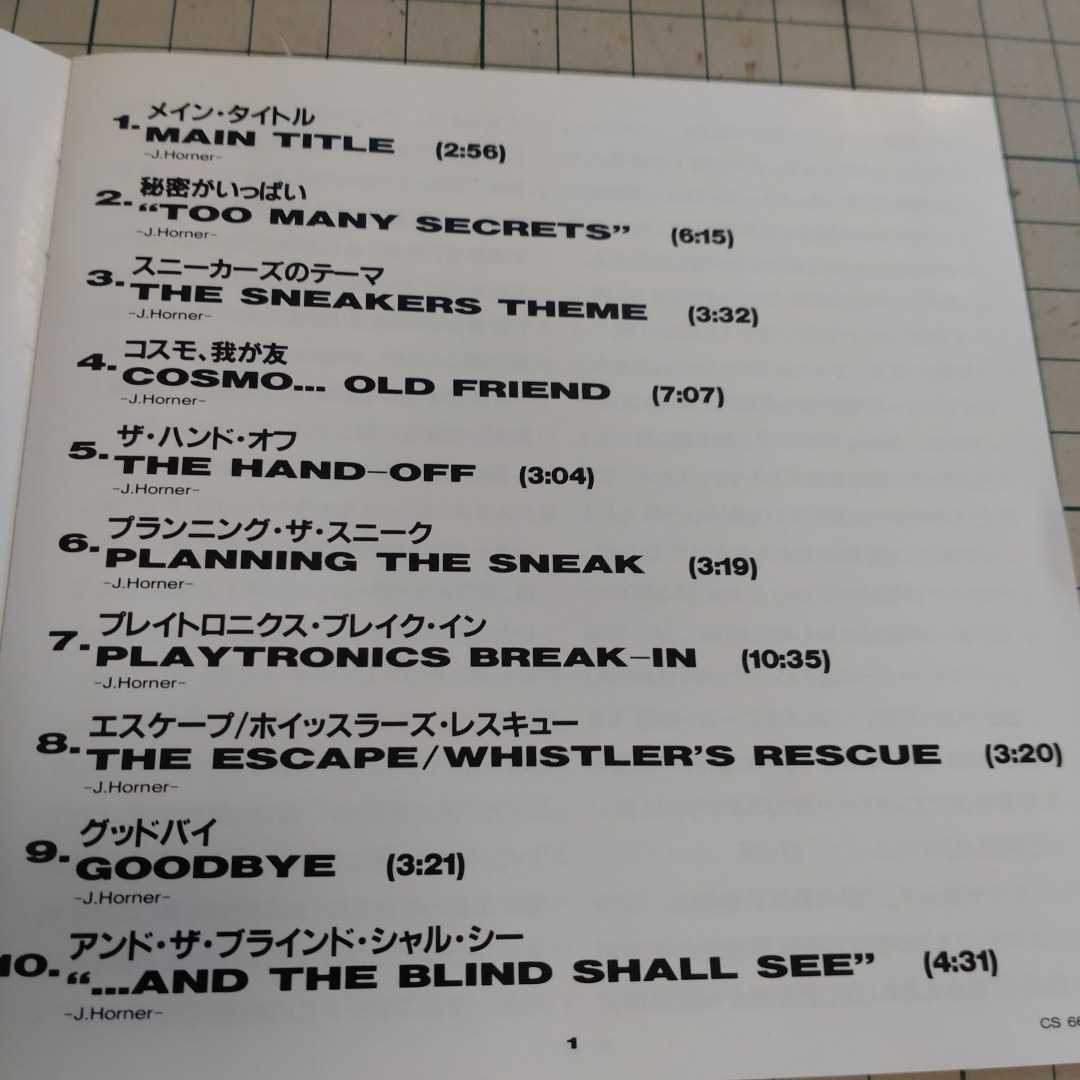 メイン・タイトル
1. MAIN TITLE (2:56)
-J.Horner-
秘密がいっぱい
2. “TOO MANY SECRETS” (6:15)
-J.Horner-
スニーカーズのテーマ
3. THE SNEAKERS THEME (3:32)
-J.Horner-
コスモ、我が友
4. COSMO... OLD FRIEND (7:07)
-J.Horner-
ザ・ハンド・オフ
5. THE HAND-OFF (3:04)
-J.Horner-
プランニング・ザ・スニーク
6. PLANNING THE SNEAK (3:19)
-J.Horner-
プレイトロニクス・ブレイク・イン
7. PLAYTRONICS BREAK-IN (10:35)
-J.Horner-
エスケープ/ホイッスラーズ・レスキュー
8. THE ESCAPE/WHISTLER’S RESCUE (3:20)
-J.Horner-
グッドバイ
9. GOODBYE (3:21)
-J.Horner-
アンド・ザ・ブラインド・シャル・シー
10. “...AND THE BLIND SHALL SEE” (4:31)
-J.Horner-
CS
1